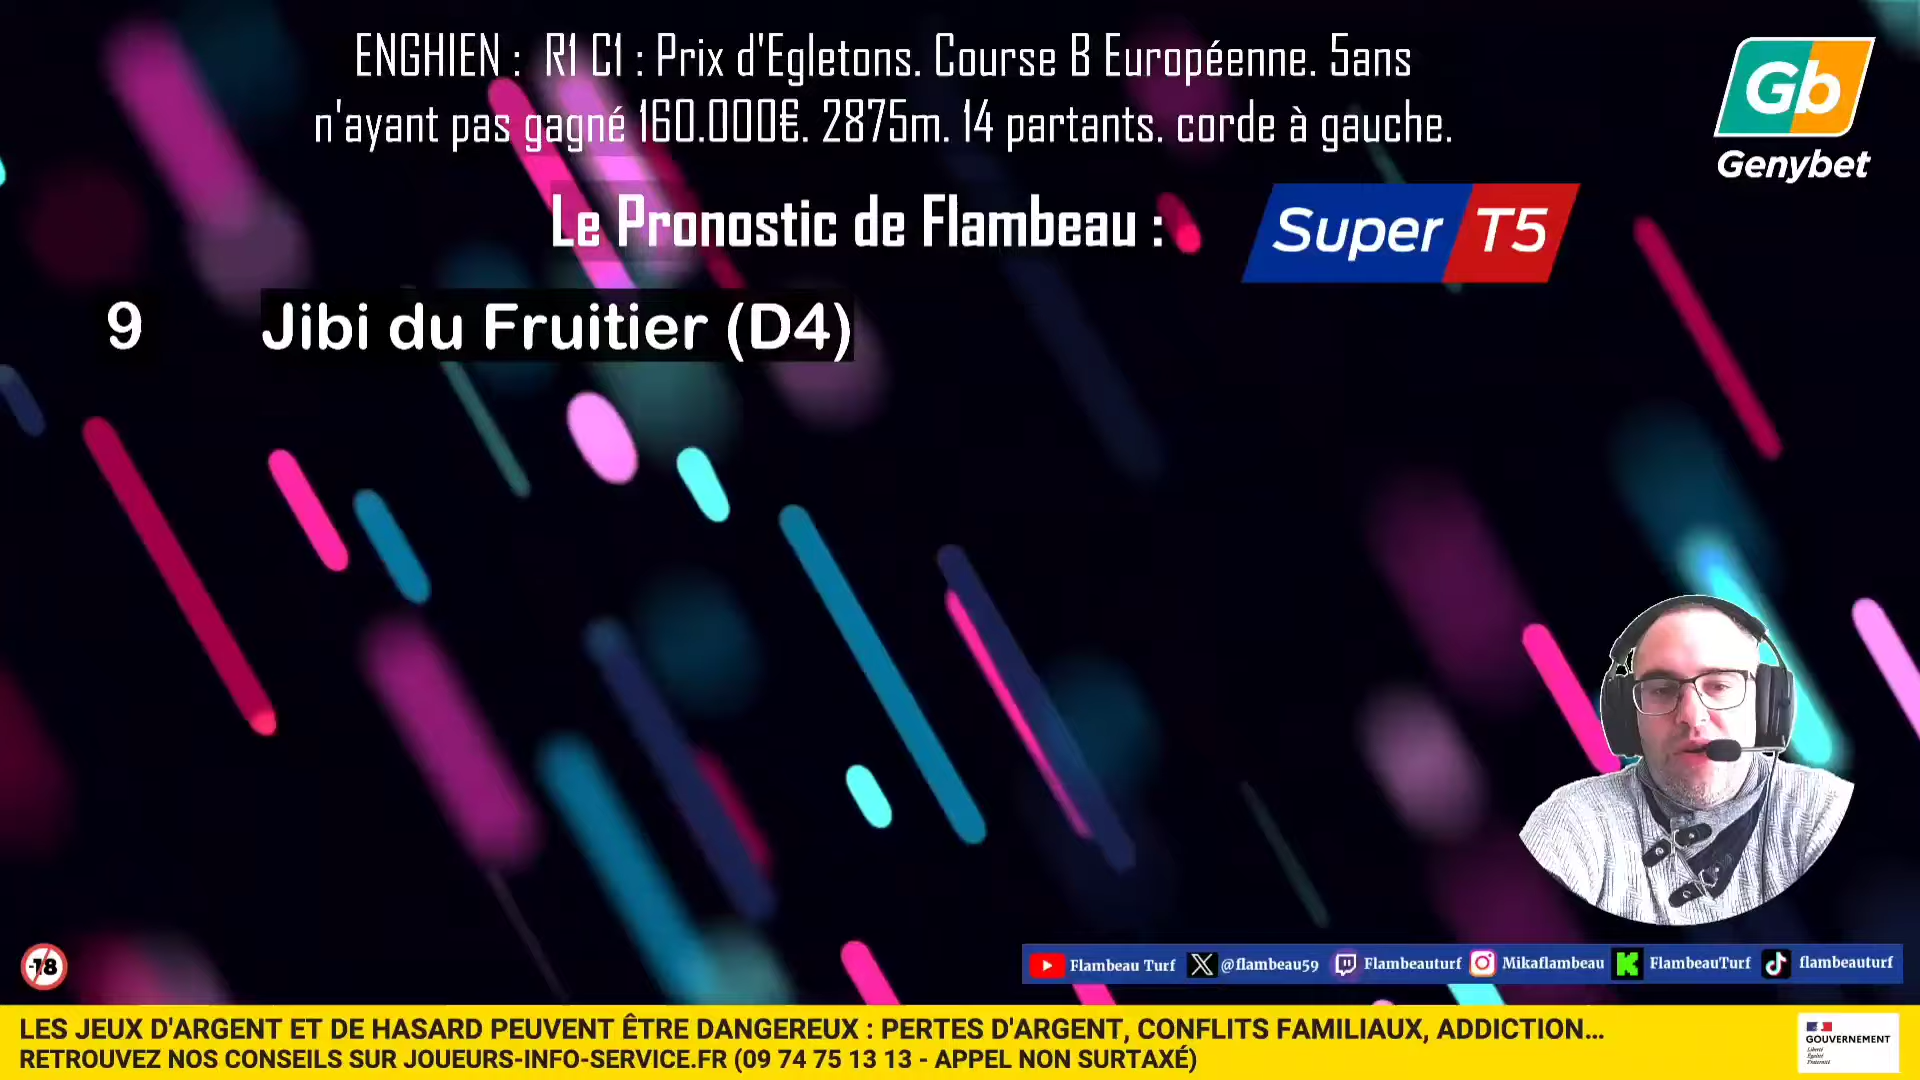 ENGHIEN : R1 C1 : Prix d'Egletons. Course B Européenne. 5ans
n'ayant pas gagné 160.000€. 2875m. 14 partants. corde à gauche.
Gb
Genybet
Le Pronostic de Flambeau :
Super T5
9 Jibi du Fruitier (D4)
-18
Flambeau Turf @flambeau59 Flambeauturf Mikaflambeau FlambeauTurf flambeauturf
LES JEUX D'ARGENT ET DE HASARD PEUVENT ÊTRE DANGEREUX : PERTES D'ARGENT, CONFLITS FAMILIAUX, ADDICTION...
RETROUVEZ NOS CONSEILS SUR JOUEURS-INFO-SERVICE.FR (09 74 75 13 13 - APPEL NON SURTAXÉ)
GOUVERNEMENT
Liberté
Égalité
Fraternité